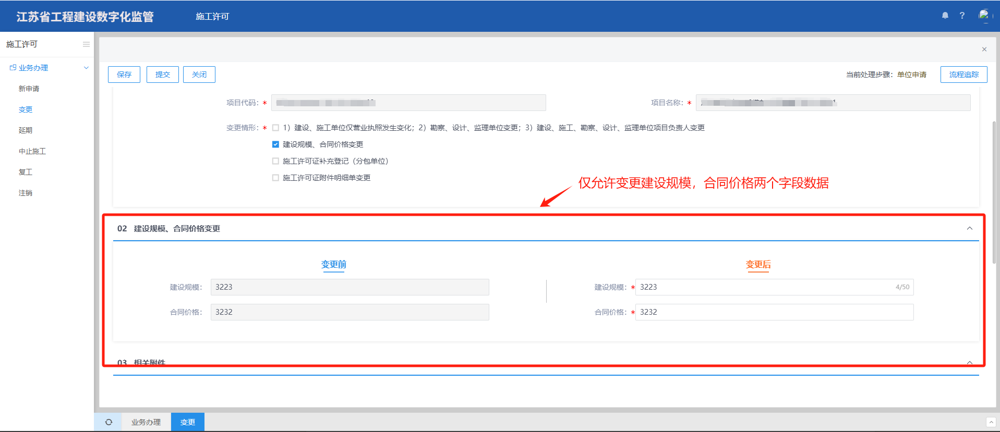 江苏省工程建设数字化监管
施工许可
?
施工许可
业务办理
新申请
变更
延期
中止施工
复工
注销
保存
提交
关闭
当前处理步骤：单位申请
流程追踪
项目代码：*
项目名称：*
变更情形：* 1）建设、施工单位仅营业执照发生变化；2）勘察、设计、监理单位变更；3）建设、施工、勘察、设计、监理单位项目负责人变更
建设规模、合同价格变更
施工许可证补充登记（分包单位）
施工许可证附件明细单变更
仅允许变更建设规模，合同价格两个字段数据
02 建设规模、合同价格变更
变更前
变更后
建设规模： 3223
建设规模：* 3223 4/50
合同价格： 3232
合同价格：* 3232
03 相关附件
业务办理
变更